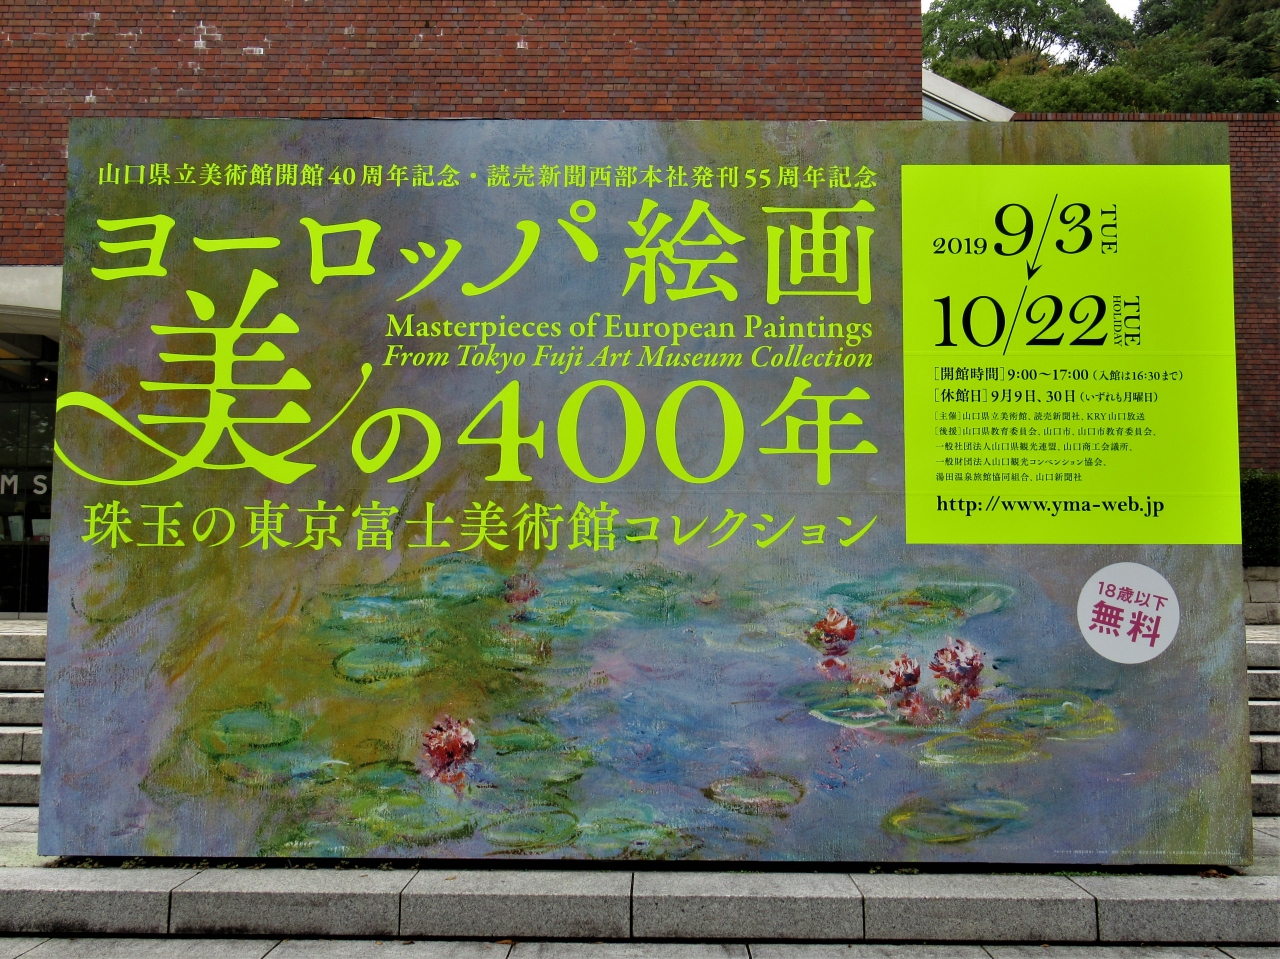 山口県立美術館開館40周年記念・読売新聞西部本社発刊55周年記念
ヨーロッパ絵画
美の400年
Masterpieces of European Paintings
From Tokyo Fuji Art Museum Collection
珠玉の東京富士美術館コレクション
2019 9/3 TUE
10/22 TUE HOLIDAY
[開館時間]9:00〜17:00(入館は16:30まで)
[休館日]9月9日、30日(いずれも月曜日)
[主催]山口県立美術館、読売新聞社、KRY山口放送
[後援]山口県教育委員会、山口市、山口市教育委員会、
一般社団法人山口県観光連盟、山口商工会議所、
一般財団法人山口観光コンベンション協会、
湯田温泉旅館協同組合、山口新聞社
http://www.yma-web.jp
18歳以下
無料
M S